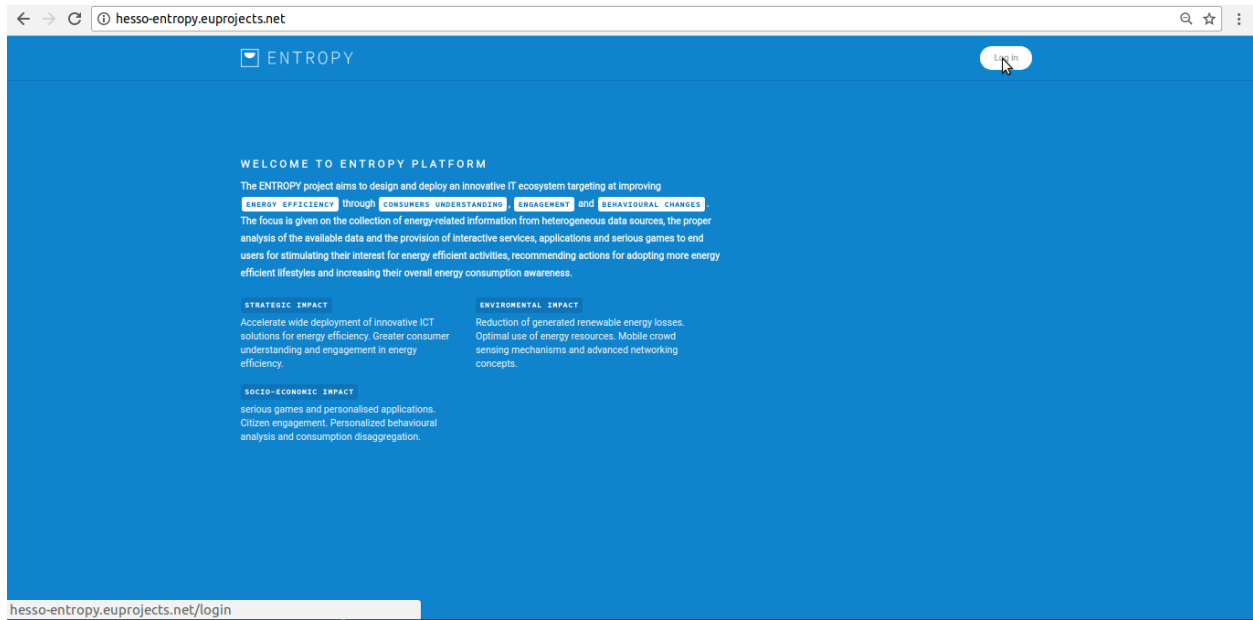 hesso-entropy.euprojects.net
ENTROPY
Log in
WELCOME TO ENTROPY PLATFORM
The ENTROPY project aims to design and deploy an innovative IT ecosystem targeting at improving
ENERGY EFFICIENCY through CONSUMERS UNDERSTANDING, ENGAGEMENT and BEHAVIOURAL CHANGES.
The focus is given on the collection of energy-related information from heterogeneous data sources, the proper
analysis of the available data and the provision of interactive services, applications and serious games to end
users for stimulating their interest for energy efficient activities, recommending actions for adopting more energy
efficient lifestyles and increasing their overall energy consumption awareness.
STRATEGIC IMPACT
Accelerate wide deployment of innovative ICT
solutions for energy efficiency. Greater consumer
understanding and engagement in energy
efficiency.
ENVIROMENTAL IMPACT
Reduction of generated renewable energy losses.
Optimal use of energy resources. Mobile crowd
sensing mechanisms and advanced networking
concepts.
SOCIO-ECONOMIC IMPACT
serious games and personalised applications.
Citizen engagement. Personalized behavioural
analysis and consumption disaggregation.
hesso-entropy.euprojects.net/login